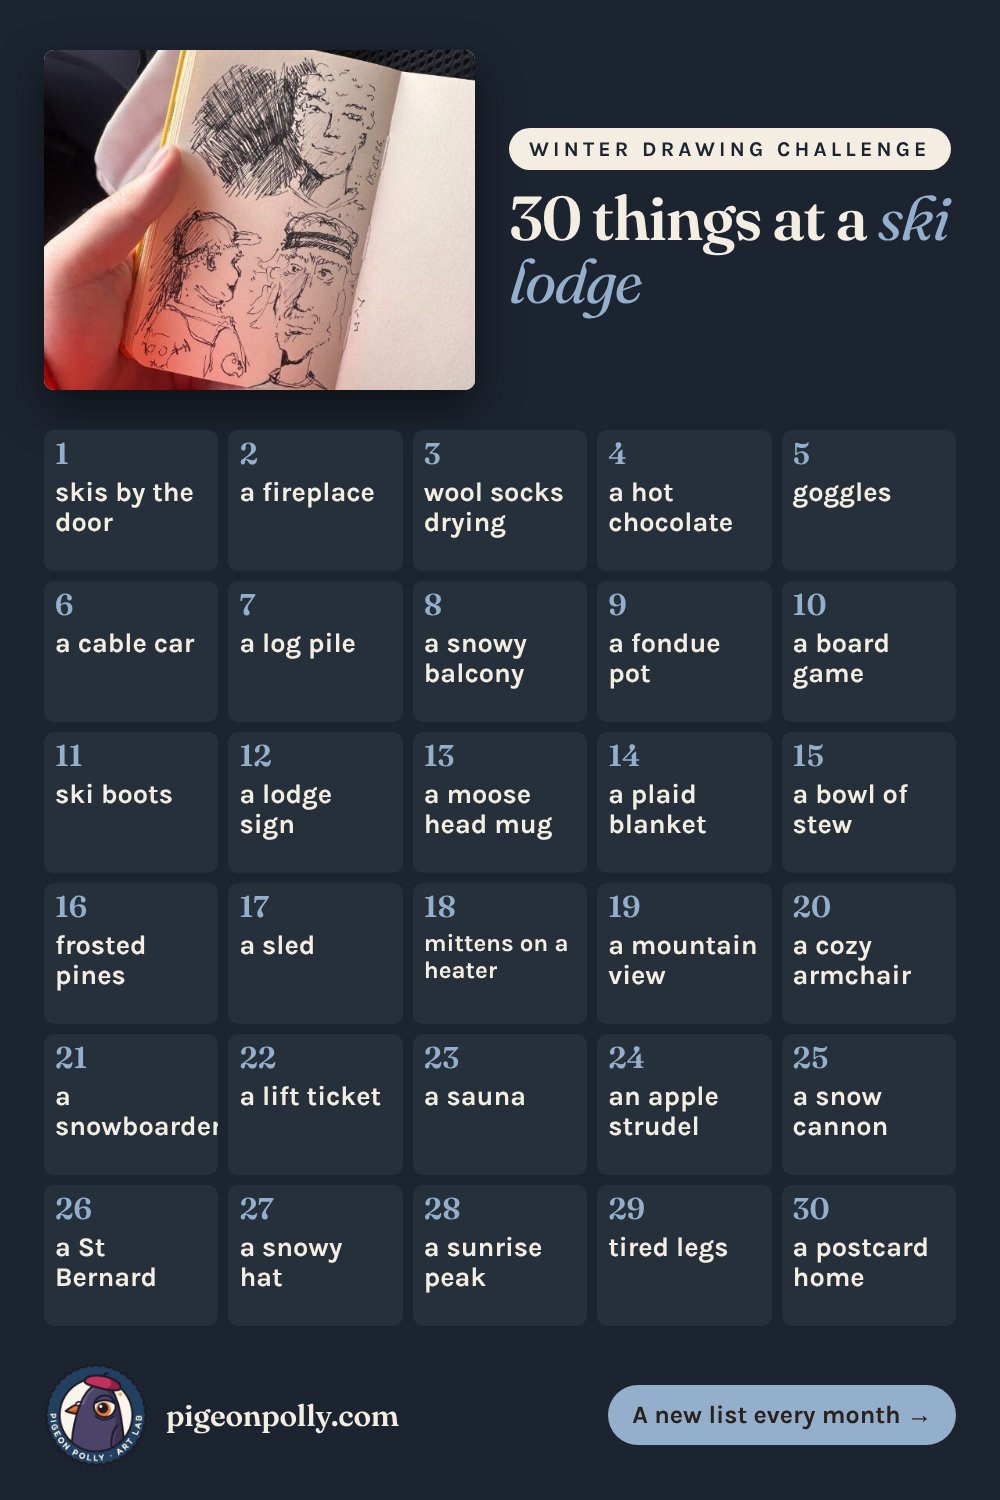 WINTER DRAWING CHALLENGE
30 things at a ski
lodge
1
skis by the
door
2
a fireplace
3
wool socks
drying
4
a hot
chocolate
5
goggles
6
a cable car
7
a log pile
8
a snowy
balcony
9
a fondue
pot
10
a board
game
11
ski boots
12
a lodge
sign
13
a moose
head mug
14
a plaid
blanket
15
a bowl of
stew
16
frosted
pines
17
a sled
18
mittens on a
heater
19
a mountain
view
20
a cozy
armchair
21
a
snowboarder
22
a lift ticket
23
a sauna
24
an apple
strudel
25
a snow
cannon
26
a St
Bernard
27
a snowy
hat
28
a sunrise
peak
29
tired legs
30
a postcard
home
PIGEON POLLY · ART LAB
pigeonpolly.com
A new list every month →